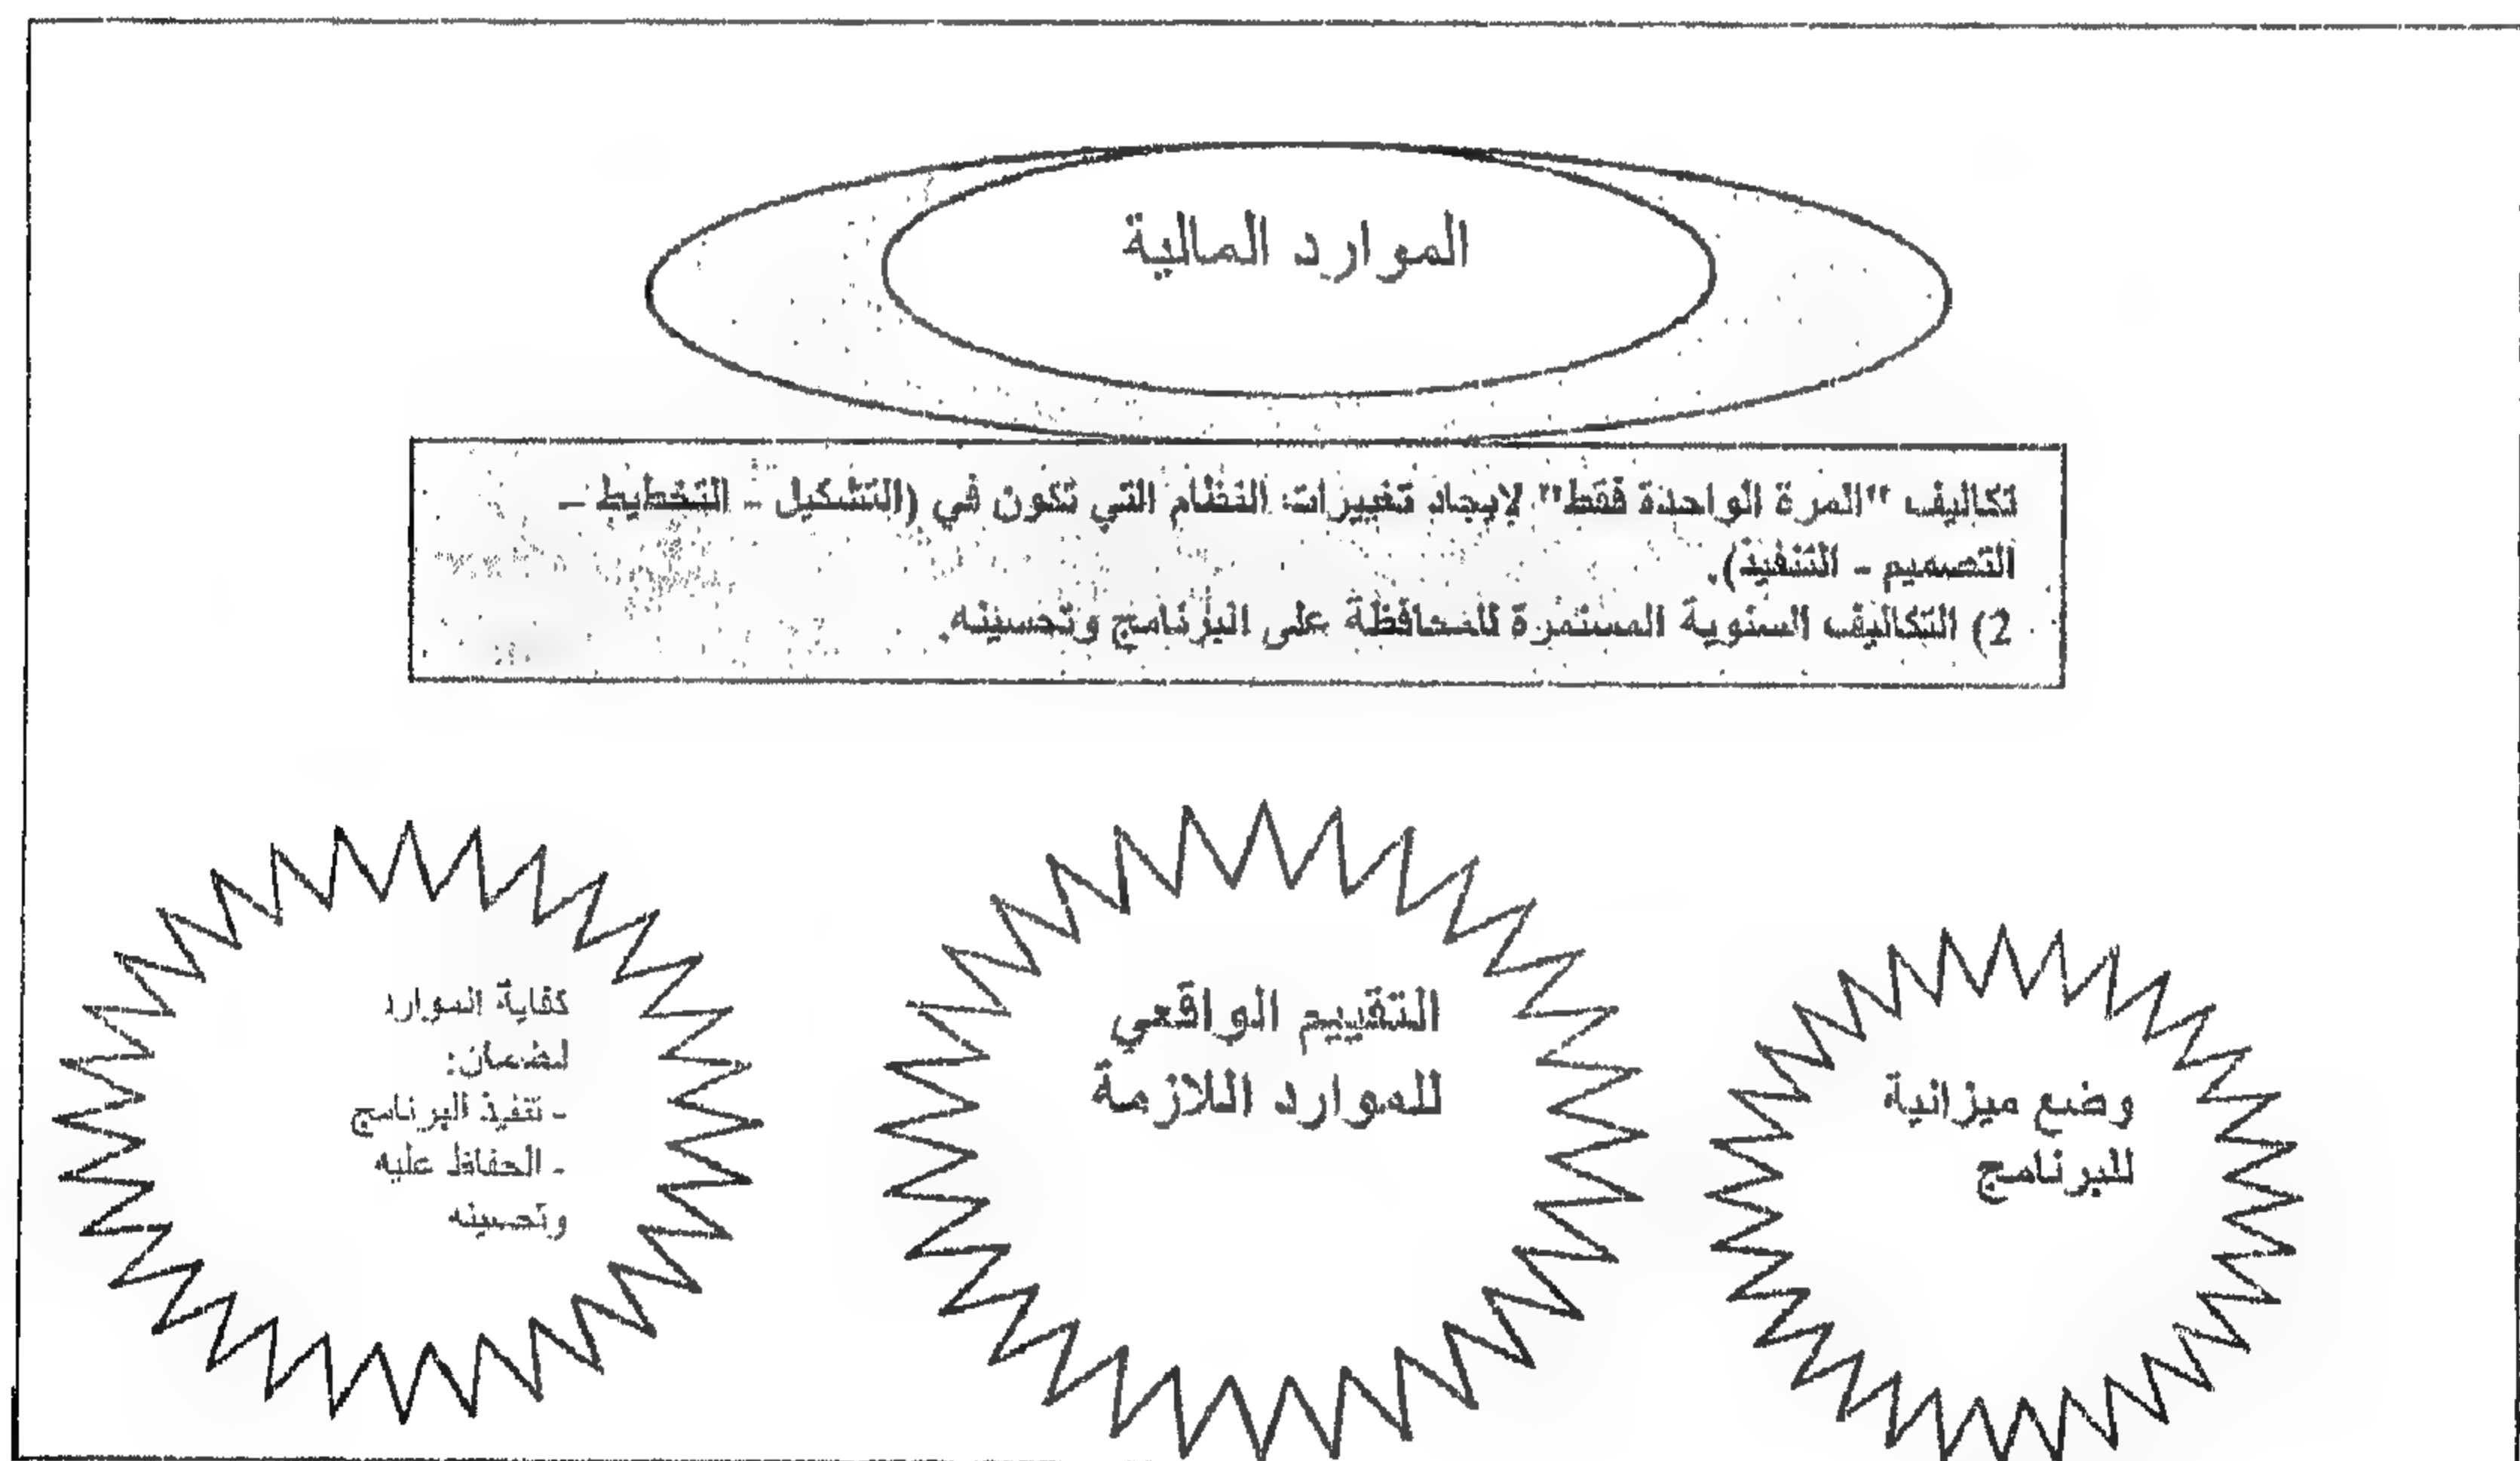 الموارد المالية
تكاليف "المرة الواحدة فقط" لإيجاد تغييرات النظام التي تكون في (التشكيل - التخطيط –
التصميم - التنفيذ).
2) التكاليف السنوية المستمرة للمحافظة على البرنامج وتحسينه.
وضع ميزانية
للبرنامج
التقييم الواقعي
للموارد اللازمة
كفاية الموارد
لضمان:
- تنفيذ البرنامج
- الحفاظ عليه
وتحسينه